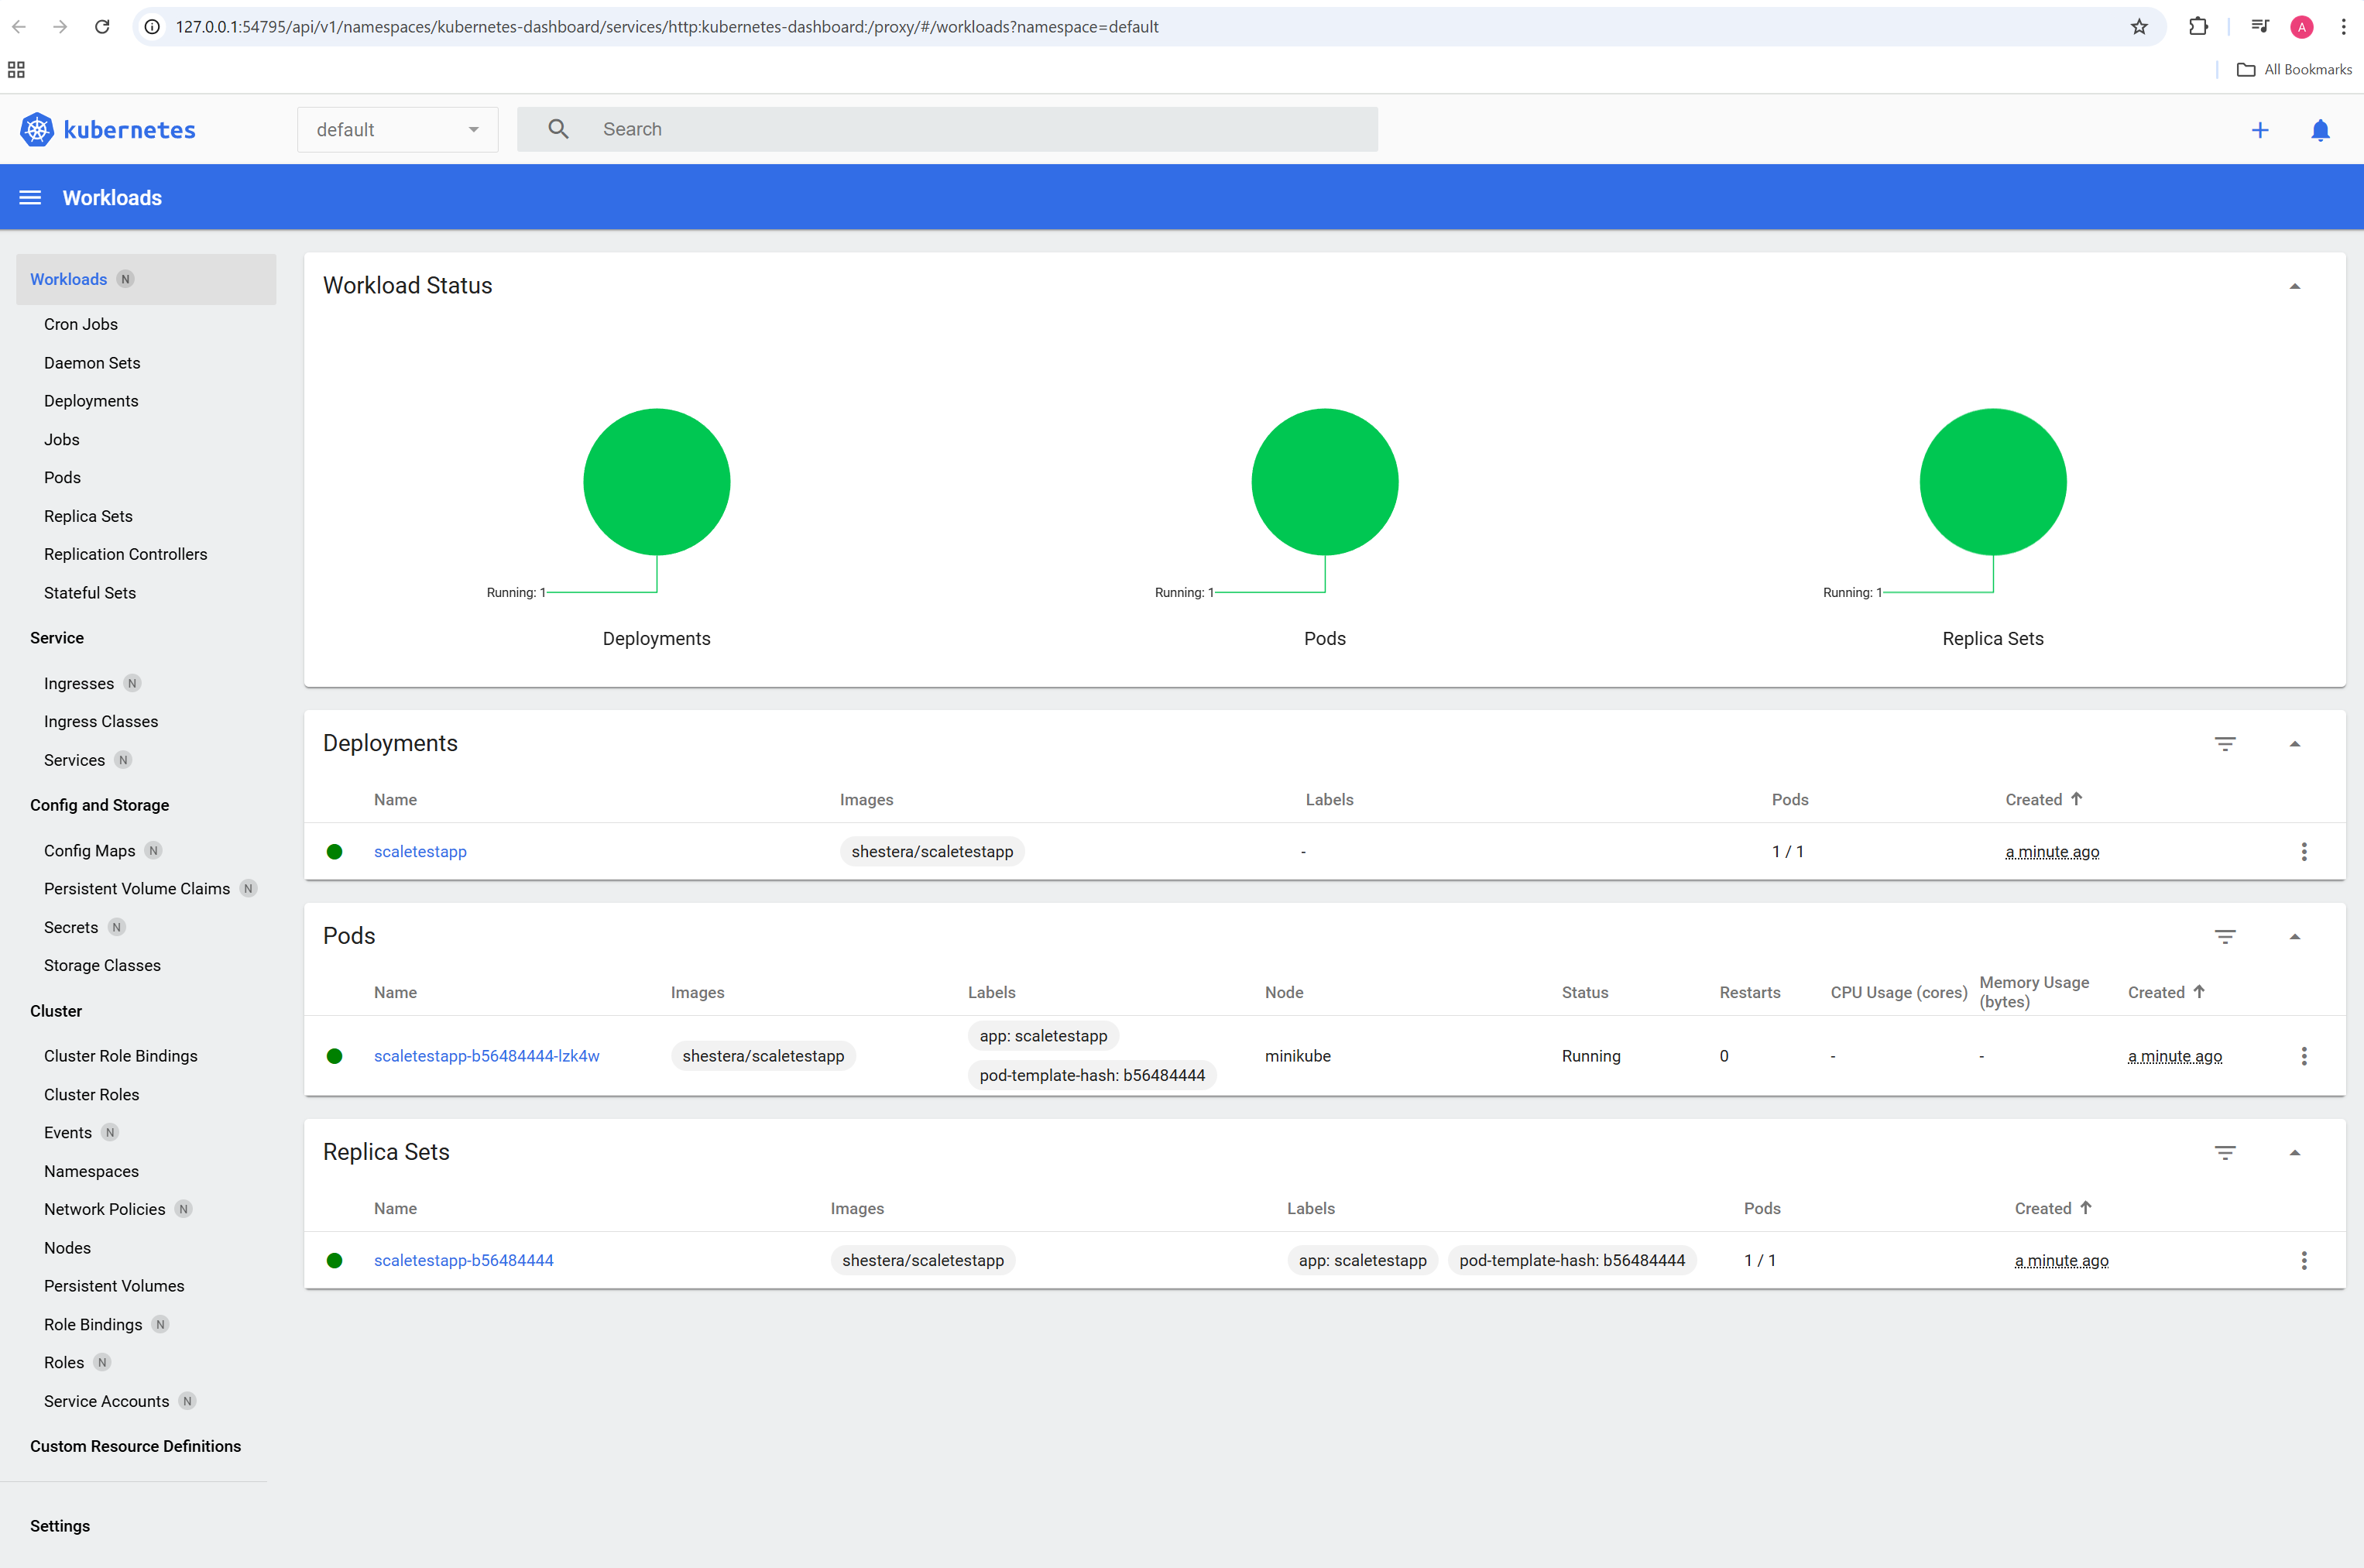 127.0.0.1:54795/api/v1/namespaces/kubernetes-dashboard/services/http:kubernetes-dashboard:/proxy/#/workloads?namespace=default
A
All Bookmarks
kubernetes
default
Search
Workloads
Workloads N
Cron Jobs
Daemon Sets
Deployments
Jobs
Pods
Replica Sets
Replication Controllers
Stateful Sets
Service
Ingresses N
Ingress Classes
Services N
Config and Storage
Config Maps N
Persistent Volume Claims N
Secrets N
Storage Classes
Cluster
Cluster Role Bindings
Cluster Roles
Events N
Namespaces
Network Policies N
Nodes
Persistent Volumes
Role Bindings N
Roles N
Service Accounts N
Custom Resource Definitions
Settings
Workload Status
Running: 1
Deployments
Running: 1
Pods
Running: 1
Replica Sets
Deployments
Name Images Labels Pods Created
scaletestapp shestera/scaletestapp - 1 / 1 a minute ago
Pods
Name Images Labels Node Status Restarts CPU Usage (cores) Memory Usage (bytes) Created
scaletestapp-b56484444-lzk4w shestera/scaletestapp app: scaletestapp pod-template-hash: b56484444 minikube Running 0 - - a minute ago
Replica Sets
Name Images Labels Pods Created
scaletestapp-b56484444 shestera/scaletestapp app: scaletestapp pod-template-hash: b56484444 1 / 1 a minute ago